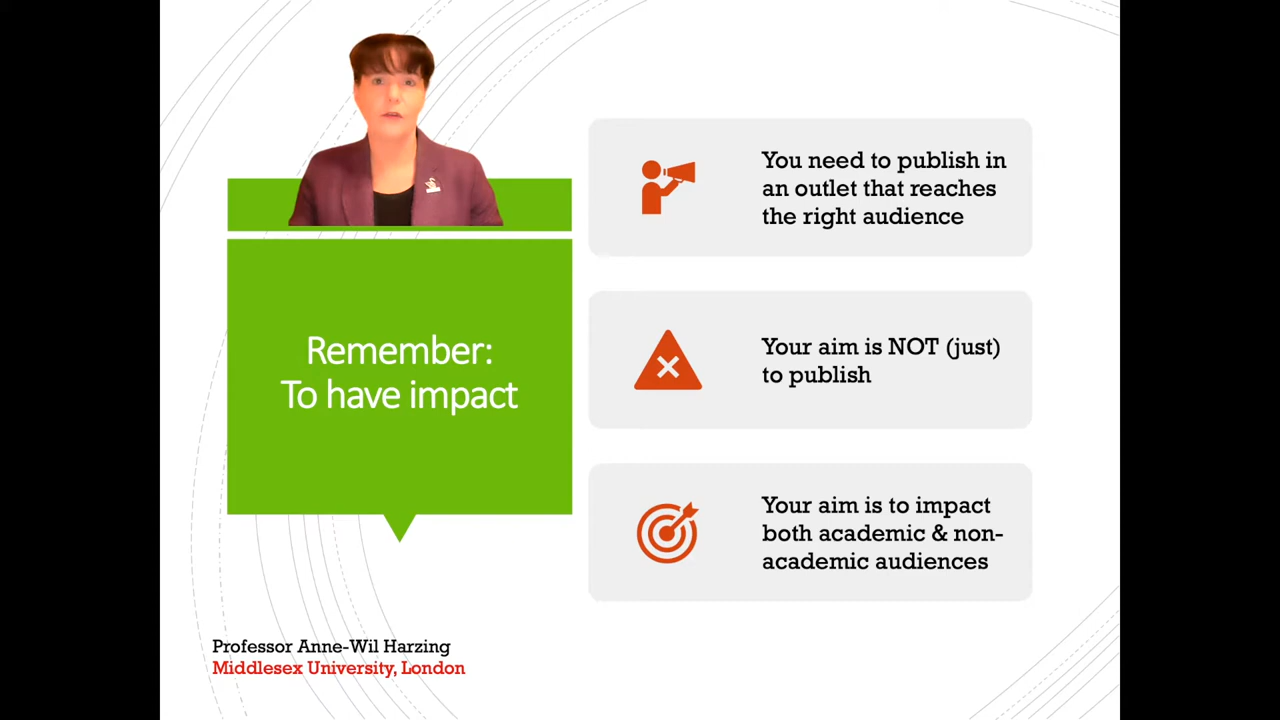 Remember:
To have impact
You need to publish in
an outlet that reaches
the right audience
Your aim is NOT (just)
to publish
Your aim is to impact
both academic & non-
academic audiences
Professor Anne-Wil Harzing
Middlesex University, London